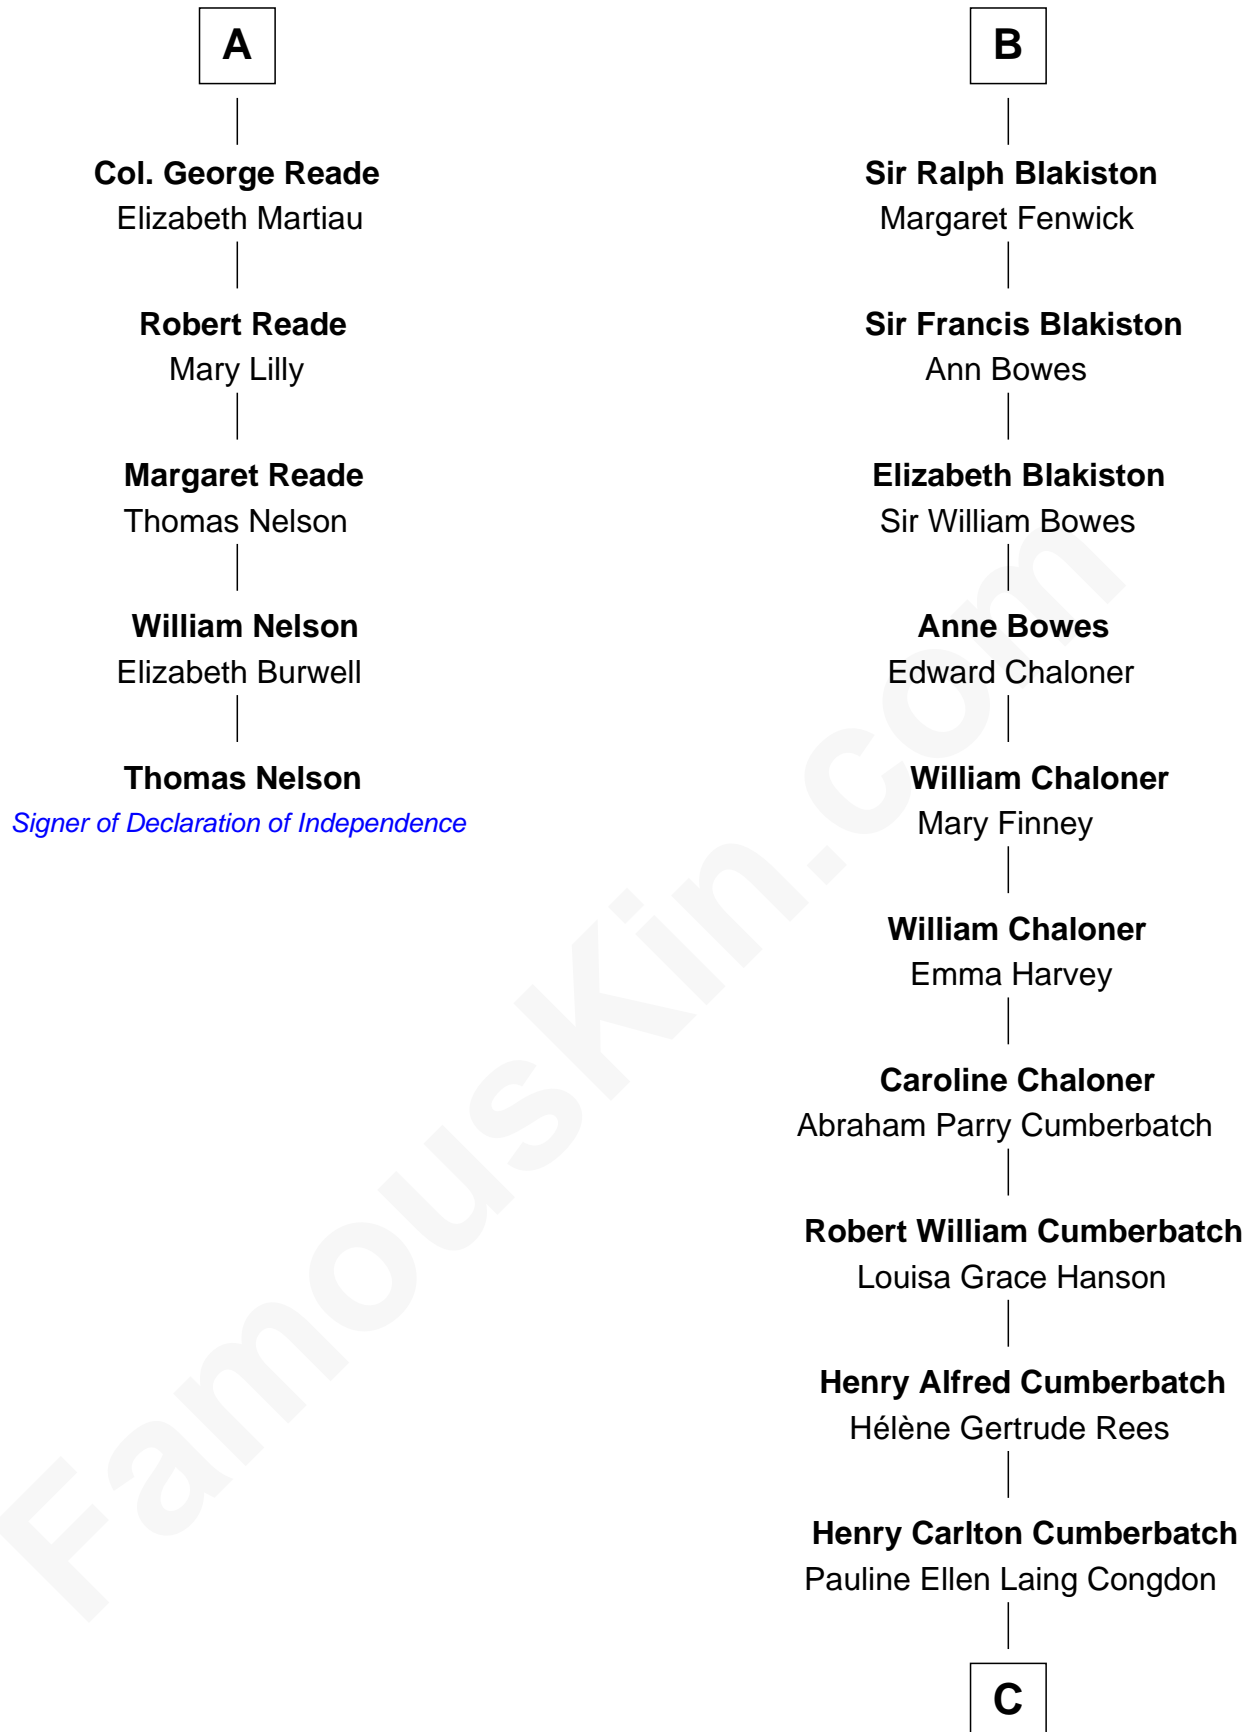 A
Col. George Reade
Elizabeth Martiau
Robert Reade
Mary Lilly
Margaret Reade
Thomas Nelson
William Nelson
Elizabeth Burwell
Thomas Nelson
Signer of Declaration of Independence
B
Sir Ralph Blakiston
Margaret Fenwick
Sir Francis Blakiston
Ann Bowes
Elizabeth Blakiston
Sir William Bowes
Anne Bowes
Edward Chaloner
William Chaloner
Mary Finney
William Chaloner
Emma Harvey
Caroline Chaloner
Abraham Parry Cumberbatch
Robert William Cumberbatch
Louisa Grace Hanson
Henry Alfred Cumberbatch
Hélène Gertrude Rees
Henry Carlton Cumberbatch
Pauline Ellen Laing Congdon
C
FamousKin.com